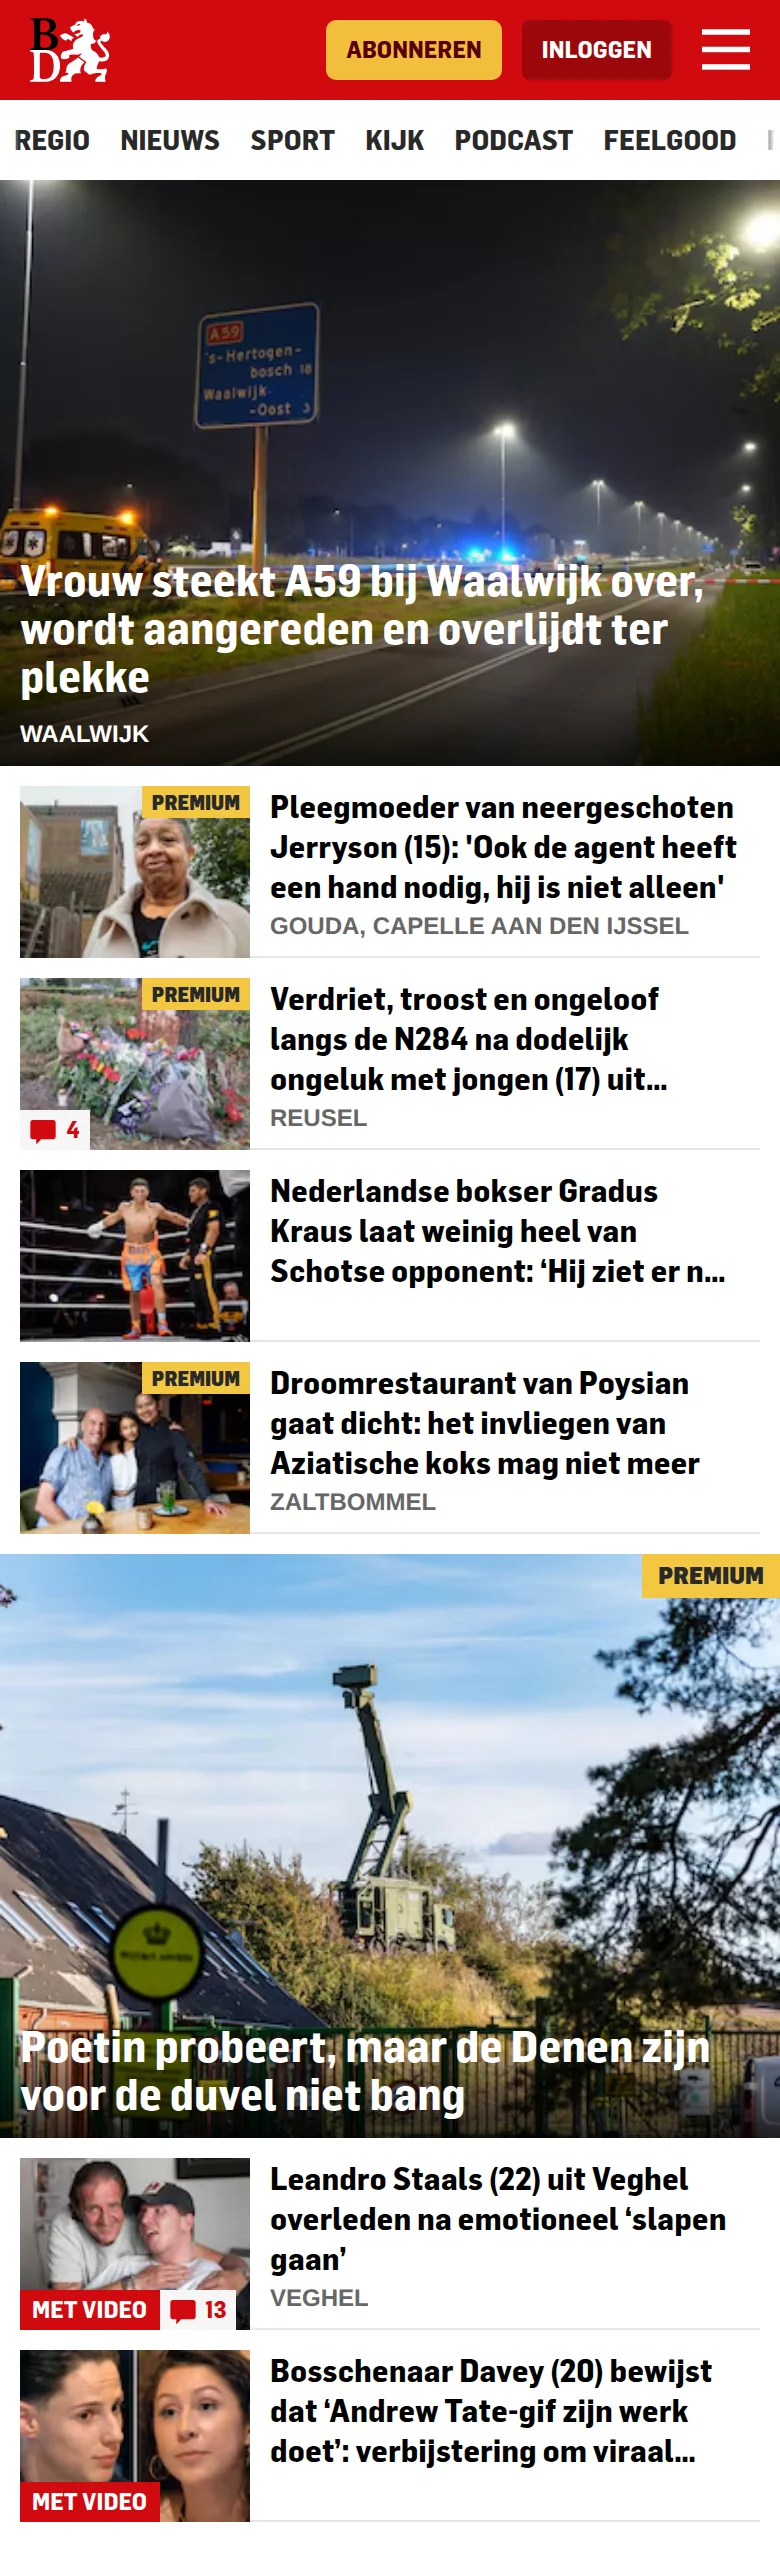 BD
ABONNEREN
INLOGGEN
REGIO NIEUWS SPORT KIJK PODCAST FEELGOOD
A59
's-Hertogen-
bosch 18
Waalwijk-
-Oost 3
Vrouw steekt A59 bij Waalwijk over,
wordt aangereden en overlijdt ter
plekke
WAALWIJK
PREMIUM
Pleegmoeder van neergeschoten
Jerryson (15): 'Ook de agent heeft
een hand nodig, hij is niet alleen'
GOUDA, CAPELLE AAN DEN IJSSEL
PREMIUM
4
Verdriet, troost en ongeloof
langs de N284 na dodelijk
ongeluk met jongen (17) uit...
REUSEL
Nederlandse bokser Gradus
Kraus laat weinig heel van
Schotse opponent: ‘Hij ziet er n...
PREMIUM
Droomrestaurant van Poysian
gaat dicht: het invliegen van
Aziatische koks mag niet meer
ZALTBOMMEL
PREMIUM
Poetin probeert, maar de Denen zijn
voor de duvel niet bang
MET VIDEO
13
Leandro Staals (22) uit Veghel
overleden na emotioneel ‘slapen
gaan’
VEGHEL
MET VIDEO
Bosschenaar Davey (20) bewijst
dat ‘Andrew Tate-gif zijn werk
doet’: verbijstering om viraal...